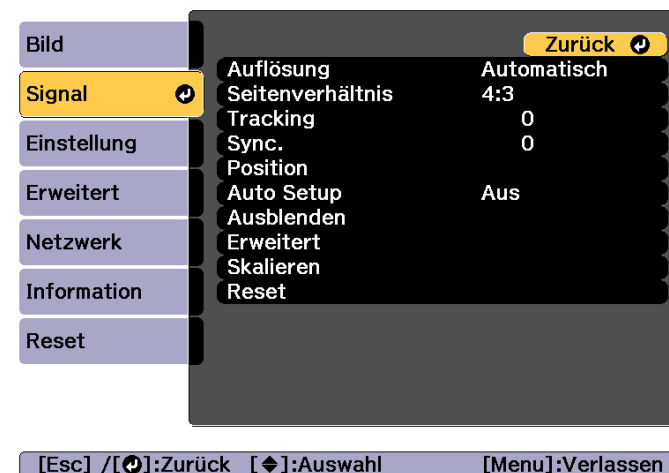 Bild
Signal
Einstellung
Erweitert
Netzwerk
Information
Reset
Zurück
Auflösung Automatisch
Seitenverhältnis 4:3
Tracking 0
Sync. 0
Position
Auto Setup Aus
Ausblenden
Erweitert
Skalieren
Reset
[Esc] /[]:Zurück [◆]:Auswahl [Menu]:Verlassen